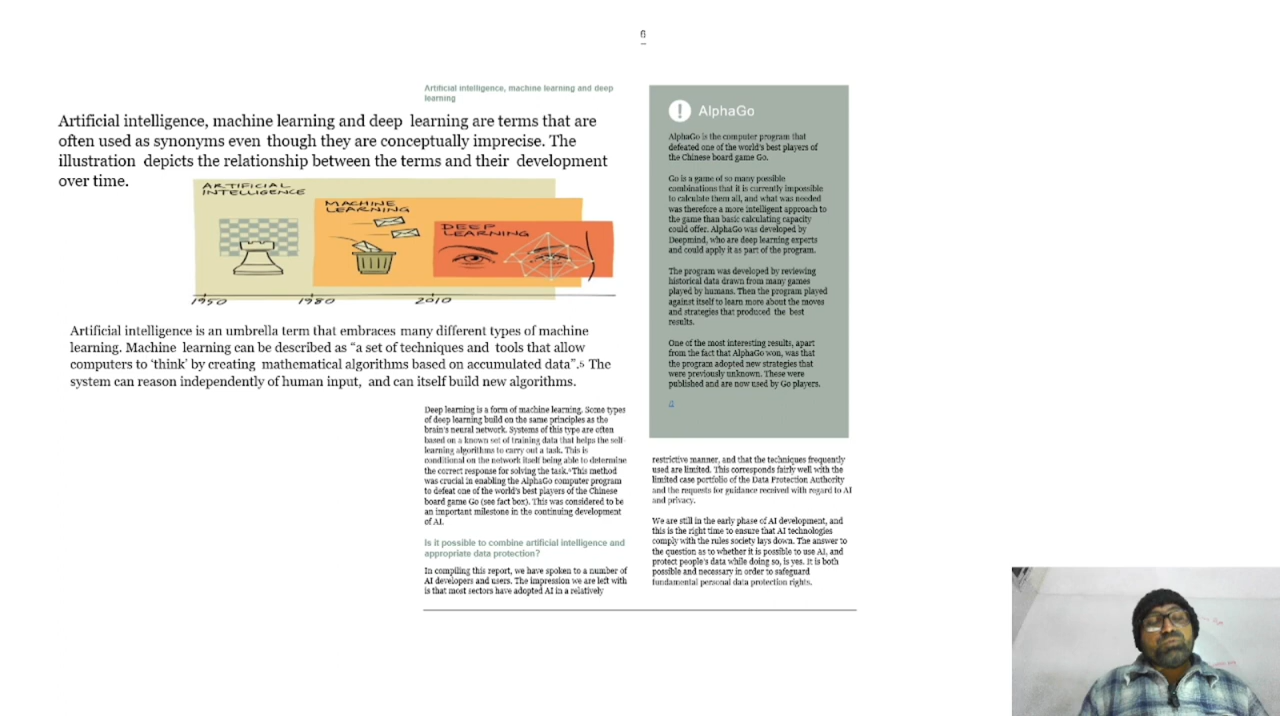 6
Artificial intelligence, machine learning and deep
learning
Artificial intelligence, machine learning and deep learning are terms that are
often used as synonyms even though they are conceptually imprecise. The
illustration depicts the relationship between the terms and their development
over time.
ARTIFICIAL
INTELLIGENCE
MACHINE
LEARNING
DEEP
LEARNING
1950 1980 2010
Artificial intelligence is an umbrella term that embraces many different types of machine
learning. Machine learning can be described as “a set of techniques and tools that allow
computers to ‘think’ by creating mathematical algorithms based on accumulated data”.5 The
system can reason independently of human input, and can itself build new algorithms.
Deep learning is a form of machine learning. Some types
of deep learning build on the same principles as the
brain's neural network. Systems of this type are often
based on a known set of training data that helps the self-
learning algorithms to carry out a task. This is
conditional on the network itself being able to determine
the correct response for solving the task.6 This method
was crucial in enabling the AlphaGo computer program
to defeat one of the world's best players of the Chinese
board game Go (see fact box). This was considered to be
an important milestone in the continuing development
of AI.
Is it possible to combine artificial intelligence and
appropriate data protection?
In compiling this report, we have spoken to a number of
AI developers and users. The impression we are left with
is that most sectors have adopted AI in a relatively
! AlphaGo
AlphaGo is the computer program that
defeated one of the world's best players of
the Chinese board game Go.
Go is a game of so many possible
combinations that it is currently impossible
to calculate them all, and what was needed
was therefore a more intelligent approach to
the game than basic calculating capacity
could offer. AlphaGo was developed by
Deepmind, who are deep learning experts
and could apply it as part of the program.
The program was developed by reviewing
historical data drawn from many games
played by humans. Then the program played
against itself to learn more about the moves
and strategies that produced the best
results.
One of the most interesting results, apart
from the fact that AlphaGo won, was that
the program adopted new strategies that
were previously unknown. These were
published and are now used by Go players.
restrictive manner, and that the techniques frequently
used are limited. This corresponds fairly well with the
limited case portfolio of the Data Protection Authority
and the requests for guidance received with regard to AI
and privacy.
We are still in the early phase of AI development, and
this is the right time to ensure that AI technologies
comply with the rules society lays down. The answer to
the question as to whether it is possible to use AI, and
protect people's data while doing so, is yes. It is both
possible and necessary in order to safeguard
fundamental personal data protection rights.